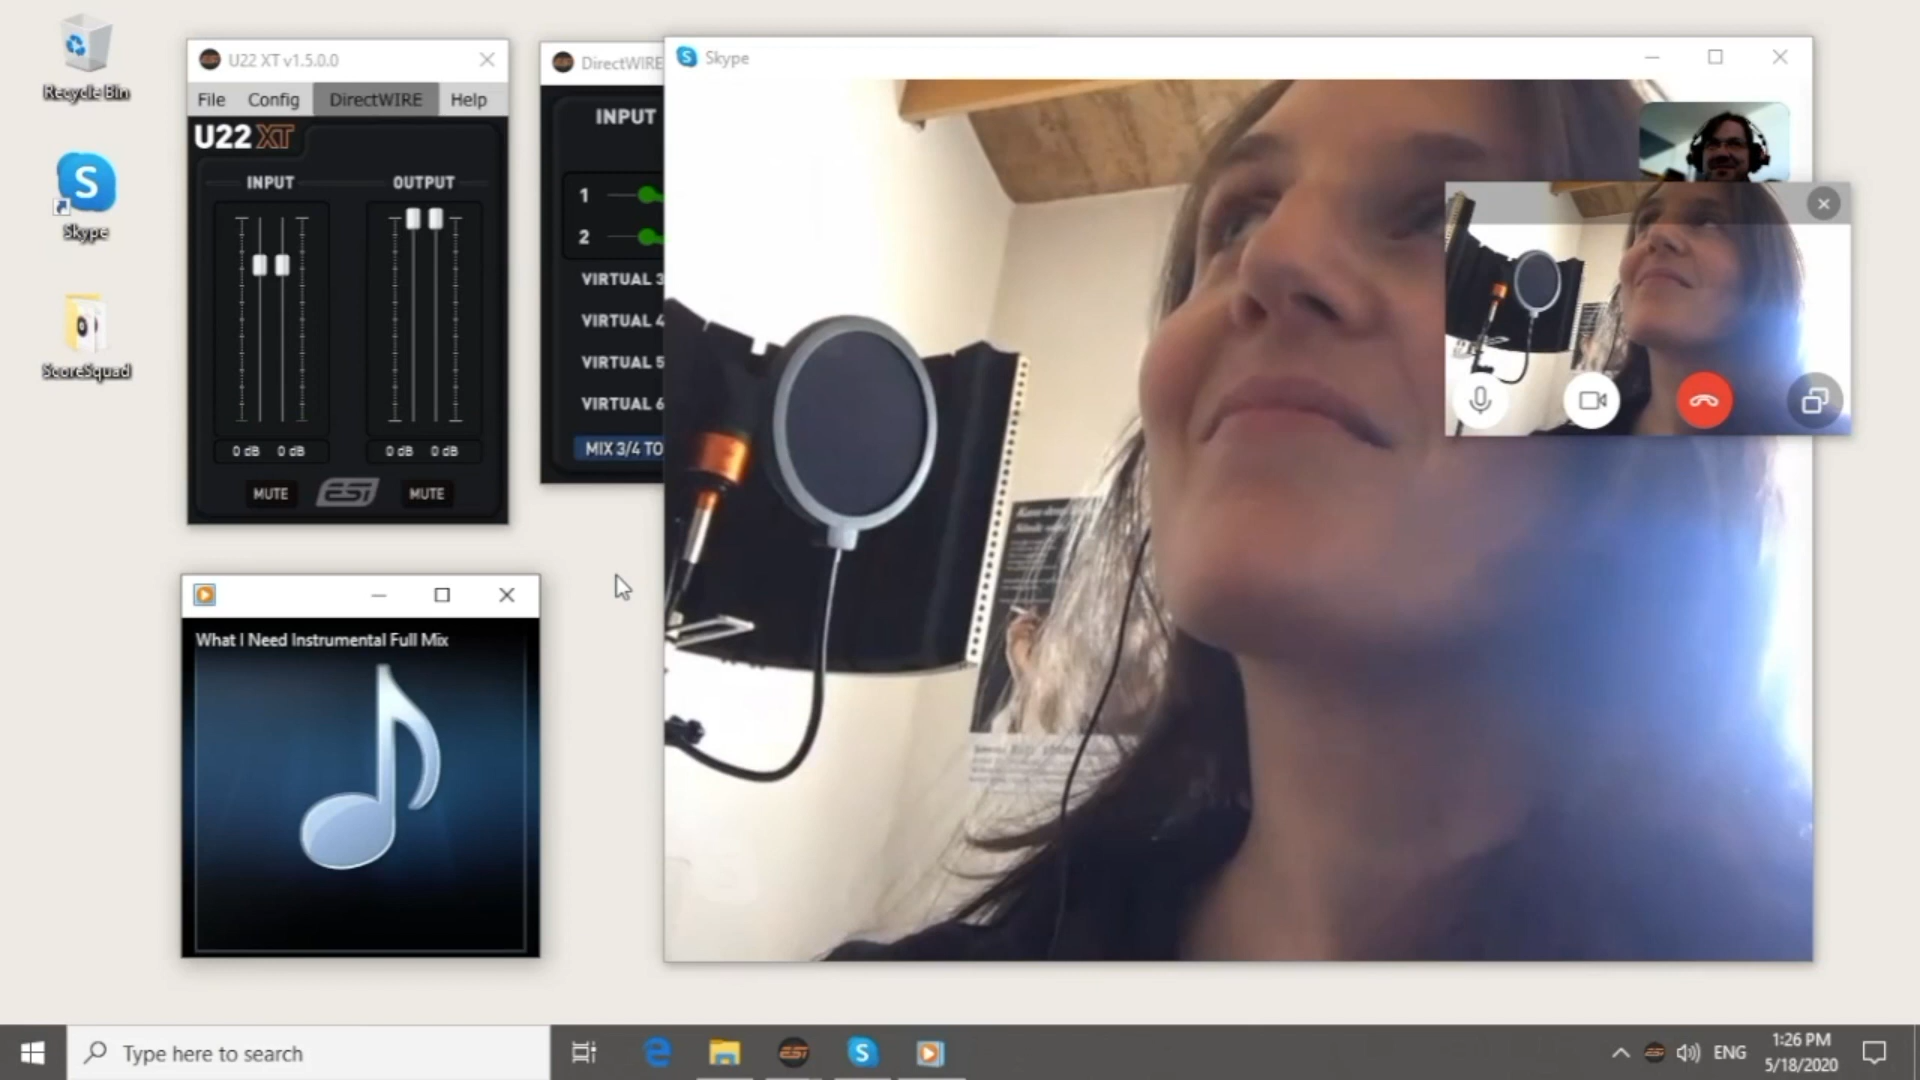 Recycle Bin
Skype
ScoreSquad
U22 XT v1.5.0.0
File Config DirectWIRE Help
U22 XT
INPUT OUTPUT
0 dB 0 dB 0 dB 0 dB
MUTE ESI MUTE
DirectWIRE
INPUT
1
2
VIRTUAL 3
VIRTUAL 4
VIRTUAL 5
VIRTUAL 6
MIX 3/4 TO
Skype
What I Need Instrumental Full Mix
Type here to search
ESI
ENG
1:26 PM
5/18/2020